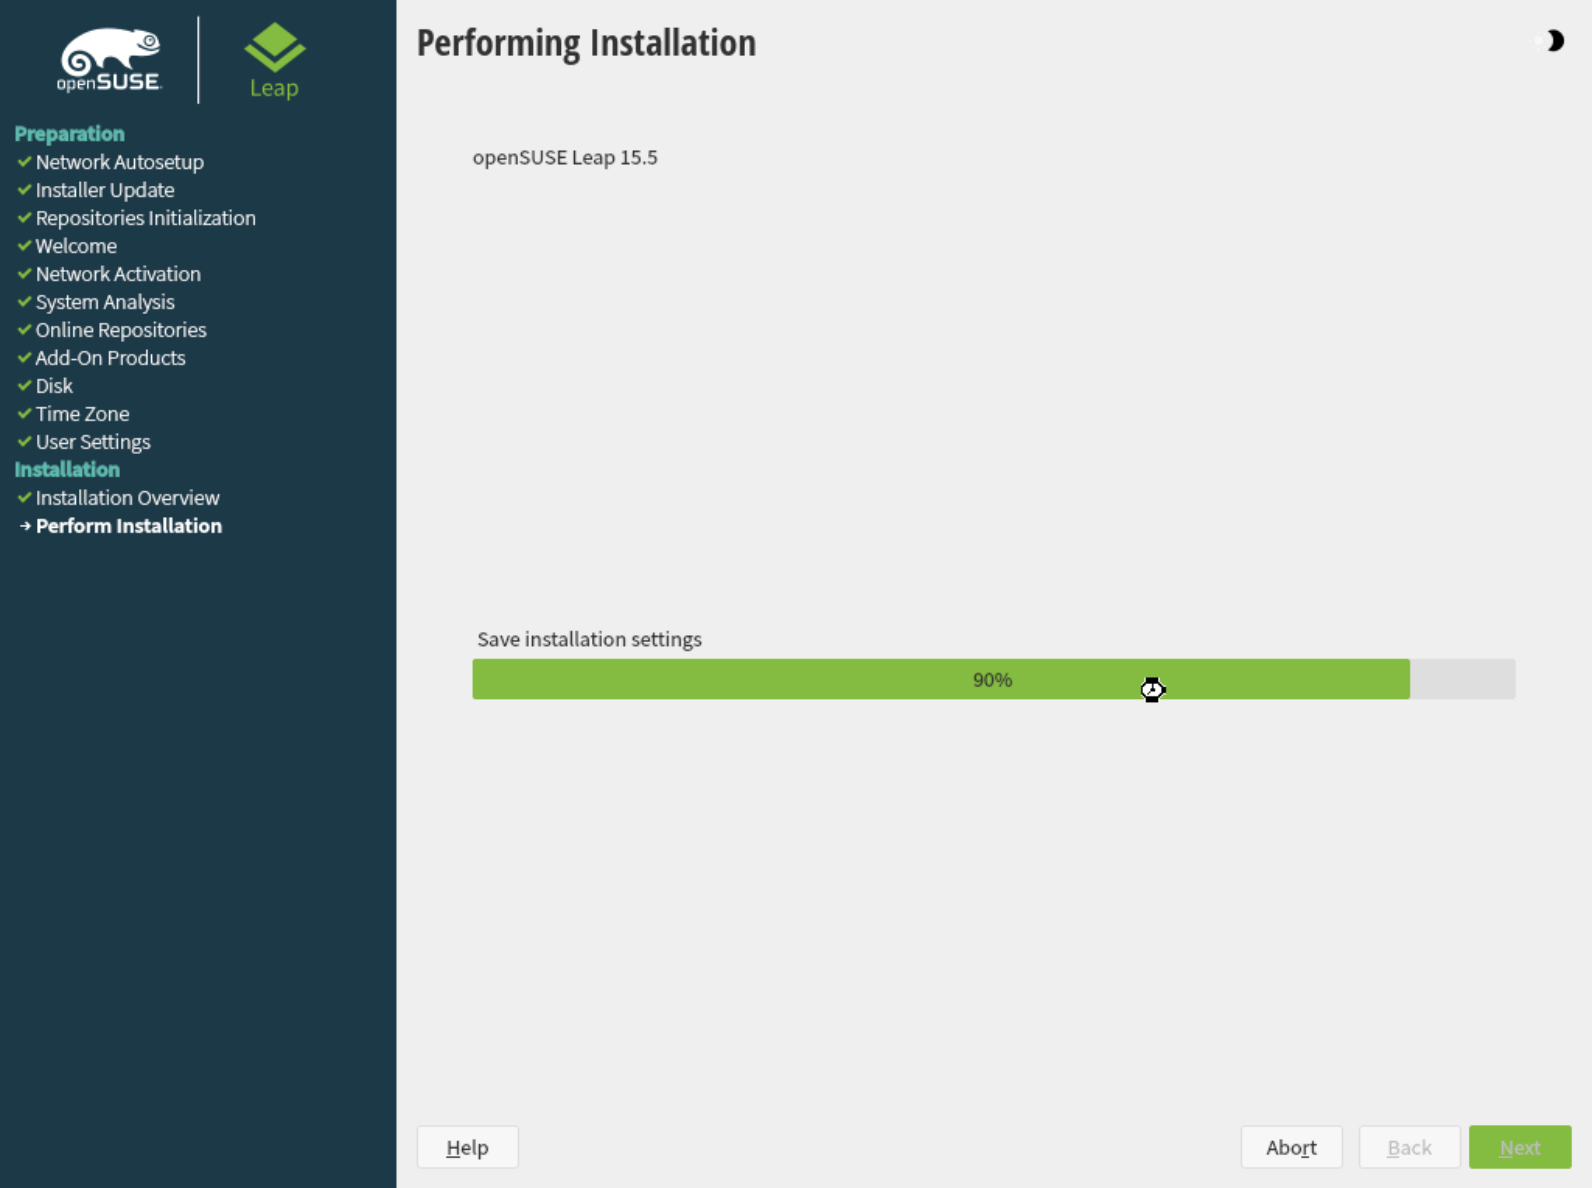 openSUSE
Leap
Preparation
Network Autosetup
Installer Update
Repositories Initialization
Welcome
Network Activation
System Analysis
Online Repositories
Add-On Products
Disk
Time Zone
User Settings
Installation
Installation Overview
Perform Installation
Performing Installation
openSUSE Leap 15.5
Save installation settings
90%
Help
Abort
Back
Next